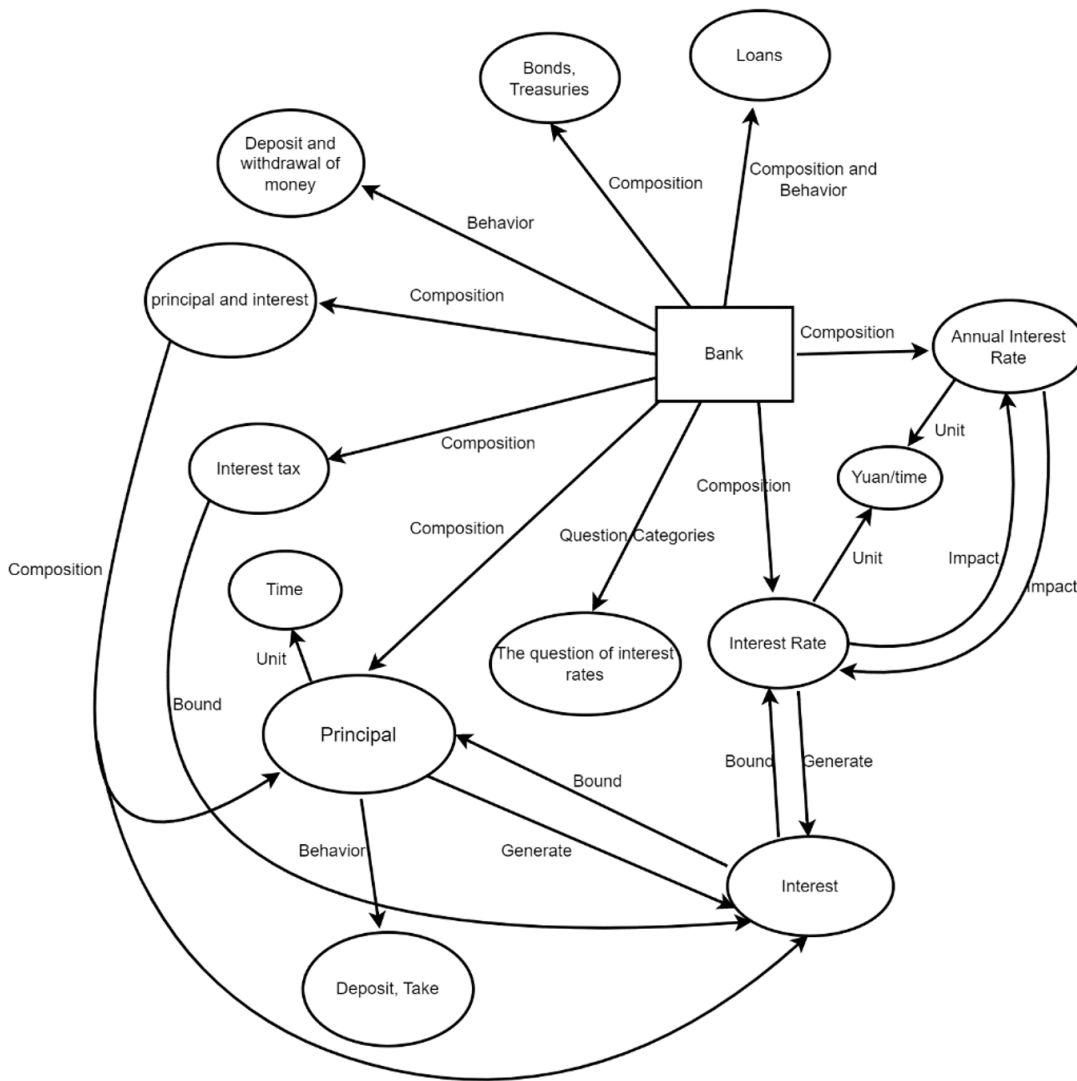 Loans
Bonds,
Treasuries
Deposit and
withdrawal of
money
Composition and
Behavior
Composition
Behavior
principal and interest
Composition
Bank
Composition
Annual Interest
Rate
Unit
Interest tax
Composition
Yuan/time
Composition
Composition
Question Categories
Unit
Impact
Impact
Composition
Time
Unit
Interest Rate
The question of interest
rates
Bound
Principal
Bound
Bound
Generate
Behavior
Generate
Interest
Deposit, Take